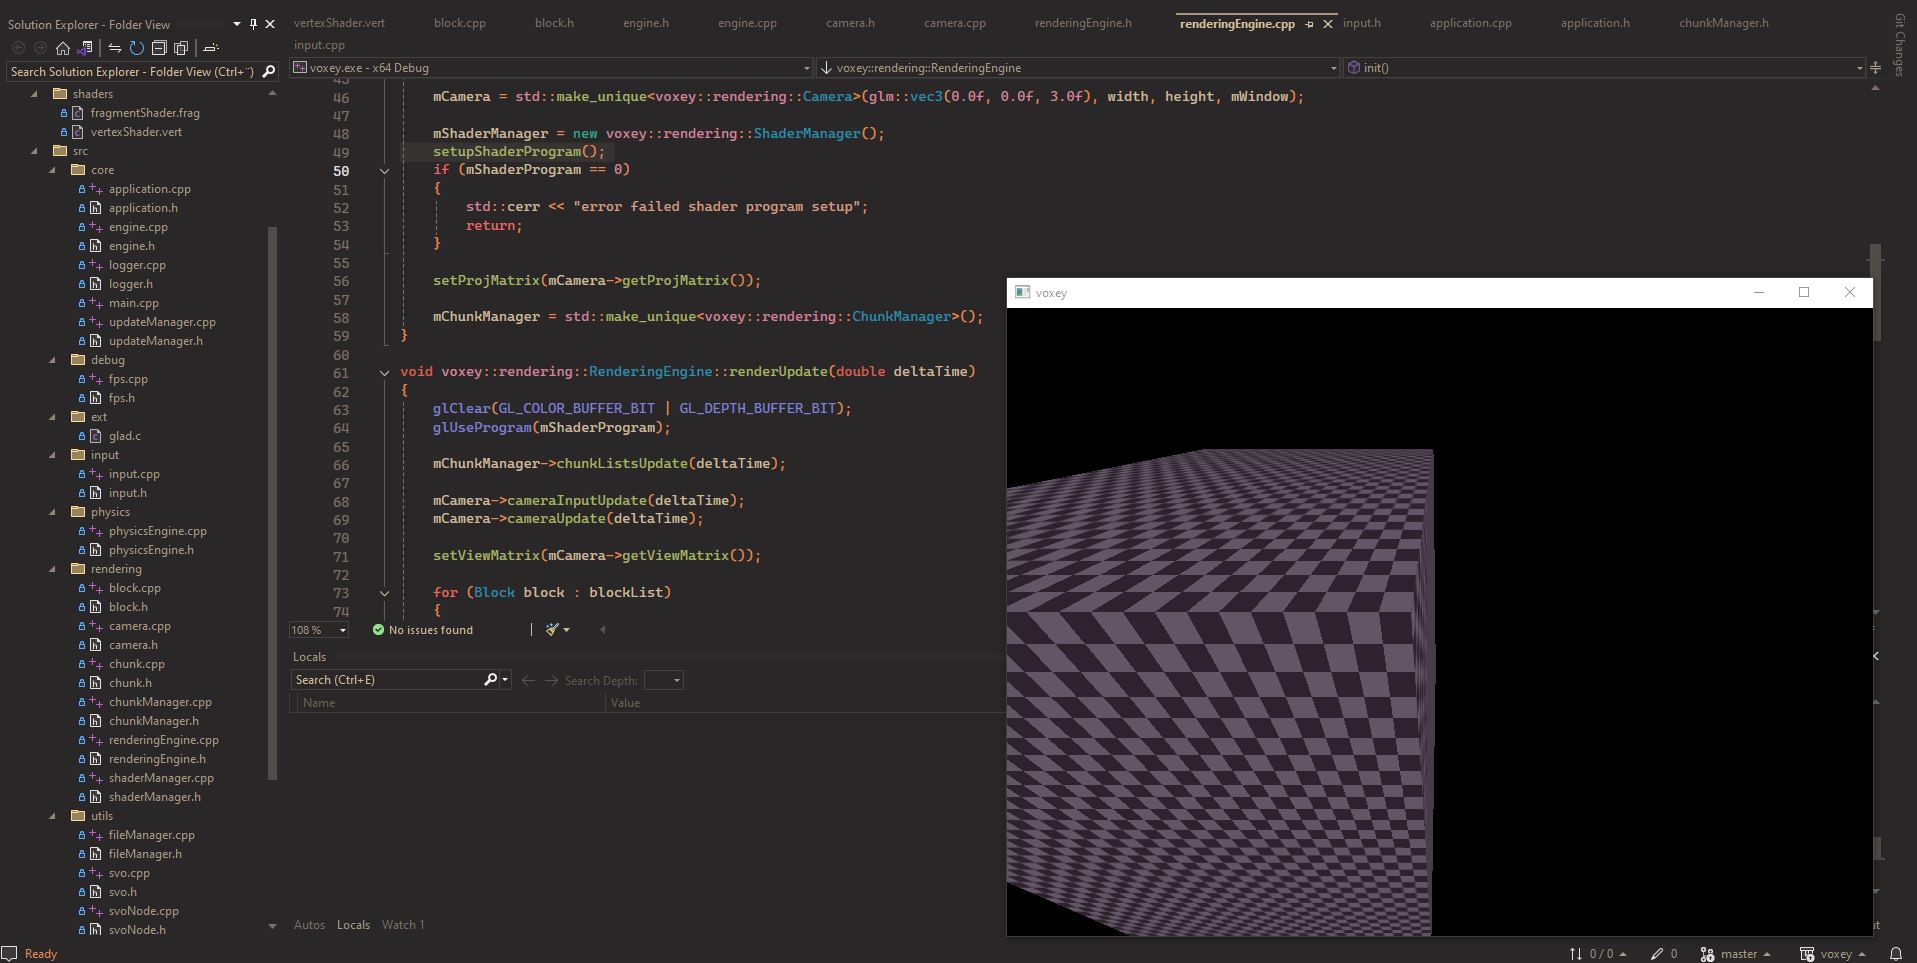 Solution Explorer - Folder View
Search Solution Explorer - Folder View (Ctrl+¨)
shaders
fragmentShader.frag
vertexShader.vert
src
core
application.cpp
application.h
engine.cpp
engine.h
logger.cpp
logger.h
main.cpp
updateManager.cpp
updateManager.h
debug
fps.cpp
fps.h
ext
glad.c
input
input.cpp
input.h
physics
physicsEngine.cpp
physicsEngine.h
rendering
block.cpp
block.h
camera.cpp
camera.h
chunk.cpp
chunk.h
chunkManager.cpp
chunkManager.h
renderingEngine.cpp
renderingEngine.h
shaderManager.cpp
shaderManager.h
utils
fileManager.cpp
fileManager.h
svo.cpp
svo.h
svoNode.cpp
svoNode.h
vertexShader.vert block.cpp block.h engine.h engine.cpp camera.h camera.cpp renderingEngine.h renderingEngine.cpp input.h application.cpp application.h chunkManager.h
input.cpp
voxey.exe - x64 Debug voxey::rendering::RenderingEngine init()
45
46 mCamera = std::make_unique<voxey::rendering::Camera>(glm::vec3(0.0f, 0.0f, 3.0f), width, height, mWindow);
47
48 mShaderManager = new voxey::rendering::ShaderManager();
49 setupShaderProgram();
50 if (mShaderProgram == 0)
51 {
52 std::cerr << "error failed shader program setup";
53 return;
54 }
55
56 setProjMatrix(mCamera->getProjMatrix());
57
58 mChunkManager = std::make_unique<voxey::rendering::ChunkManager>();
59 }
60
61 void voxey::rendering::RenderingEngine::renderUpdate(double deltaTime)
62 {
63 glClear(GL_COLOR_BUFFER_BIT | GL_DEPTH_BUFFER_BIT);
64 glUseProgram(mShaderProgram);
65
66 mChunkManager->chunkListsUpdate(deltaTime);
67
68 mCamera->cameraInputUpdate(deltaTime);
69 mCamera->cameraUpdate(deltaTime);
70
71 setViewMatrix(mCamera->getViewMatrix());
72
73 for (Block block : blockList)
74 {
108 % No issues found
Locals
Search (Ctrl+E) Search Depth:
Name Value
Autos Locals Watch 1
voxey
Git Changes
Ready 0 / 0 0 master voxey